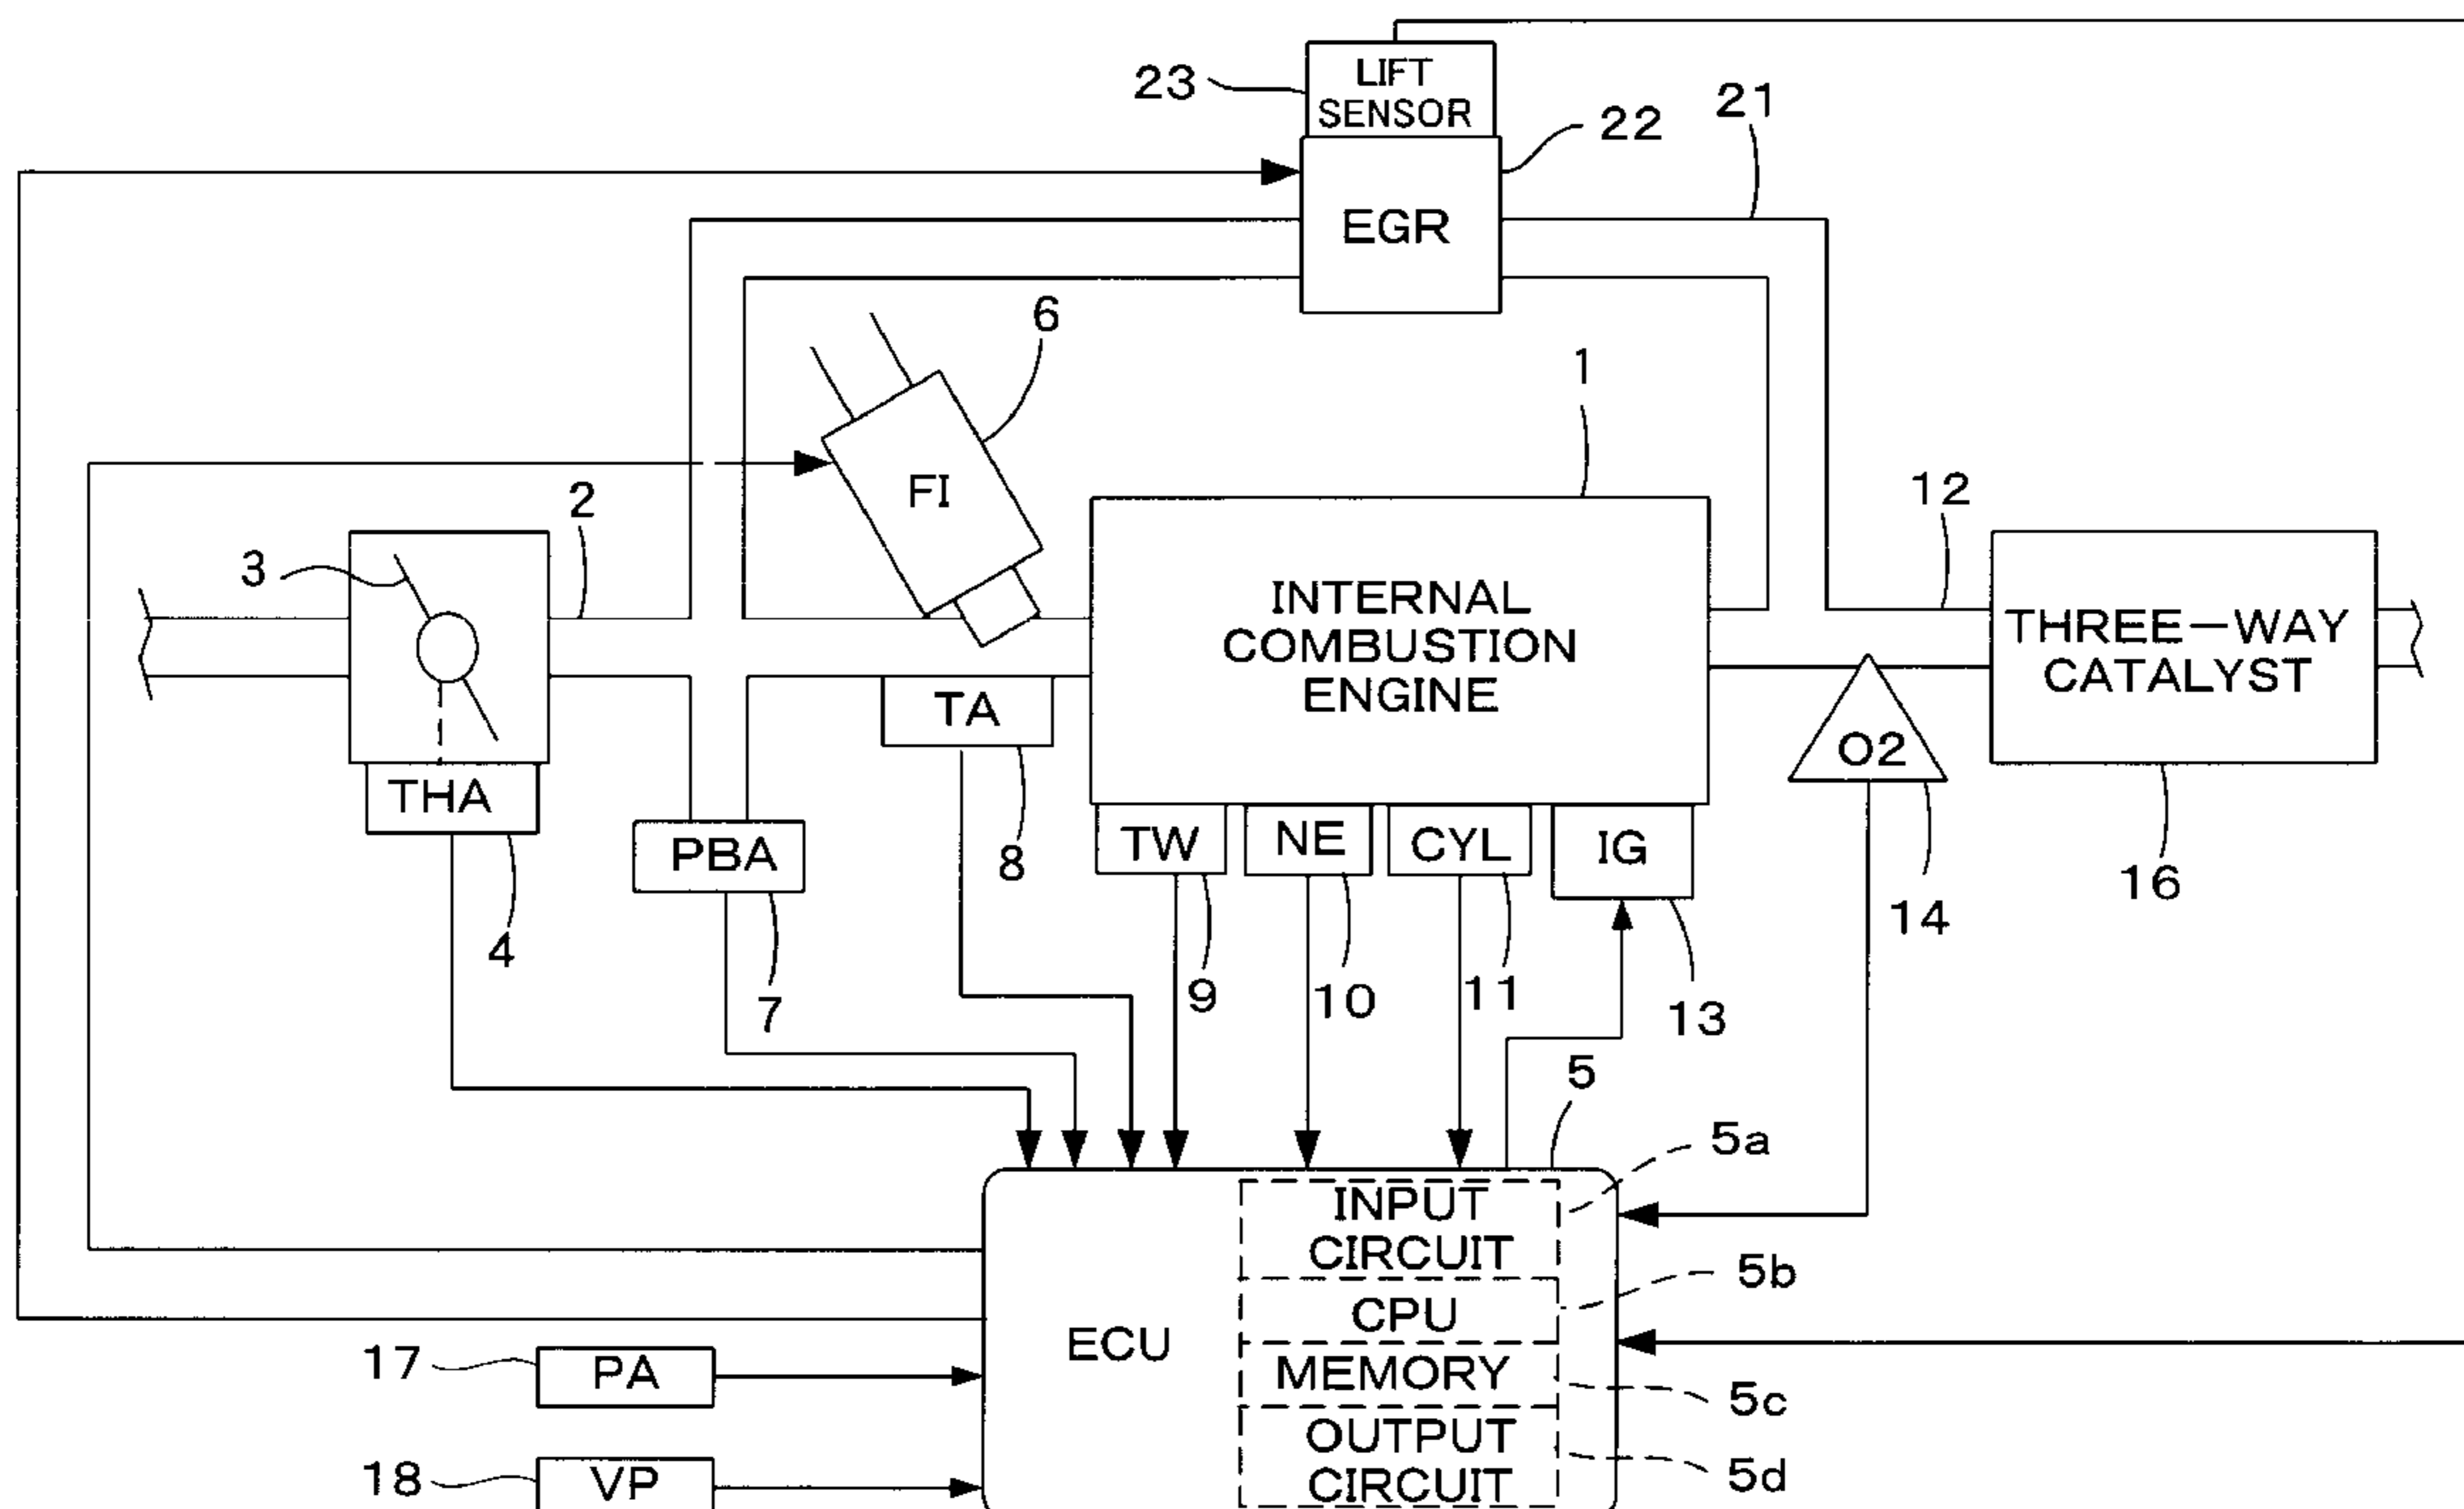 23
LIFT
SENSOR
22
21
EGR
6
1
FI
2
12
3
INTERNAL
COMBUSTION
ENGINE
THREE-WAY
CATALYST
TA
O2
THA
PBA
8
TW
NE
CYL
IG
16
14
4
7
9
10
11
13
5
5a
INPUT
CIRCUIT
5b
CPU
ECU
17
PA
MEMORY
5c
OUTPUT
CIRCUIT
5d
18
VP